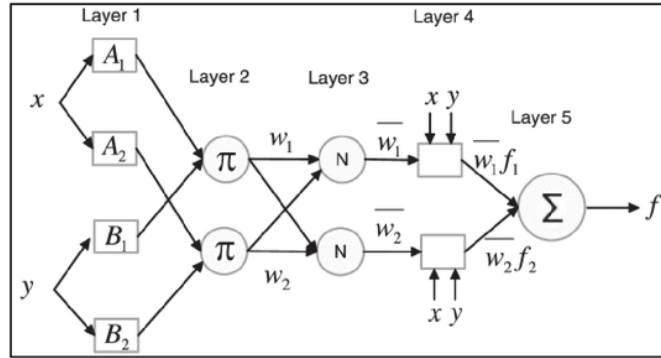 Layer 1
Layer 4
A₁
Layer 2
Layer 3
x
x y
Layer 5
A₂
π
w₁
N
w̅₁
w̅₁f₁
Σ
f
B₁
π
w₂
N
w̅₂
w̅₂f₂
y
B₂
x y